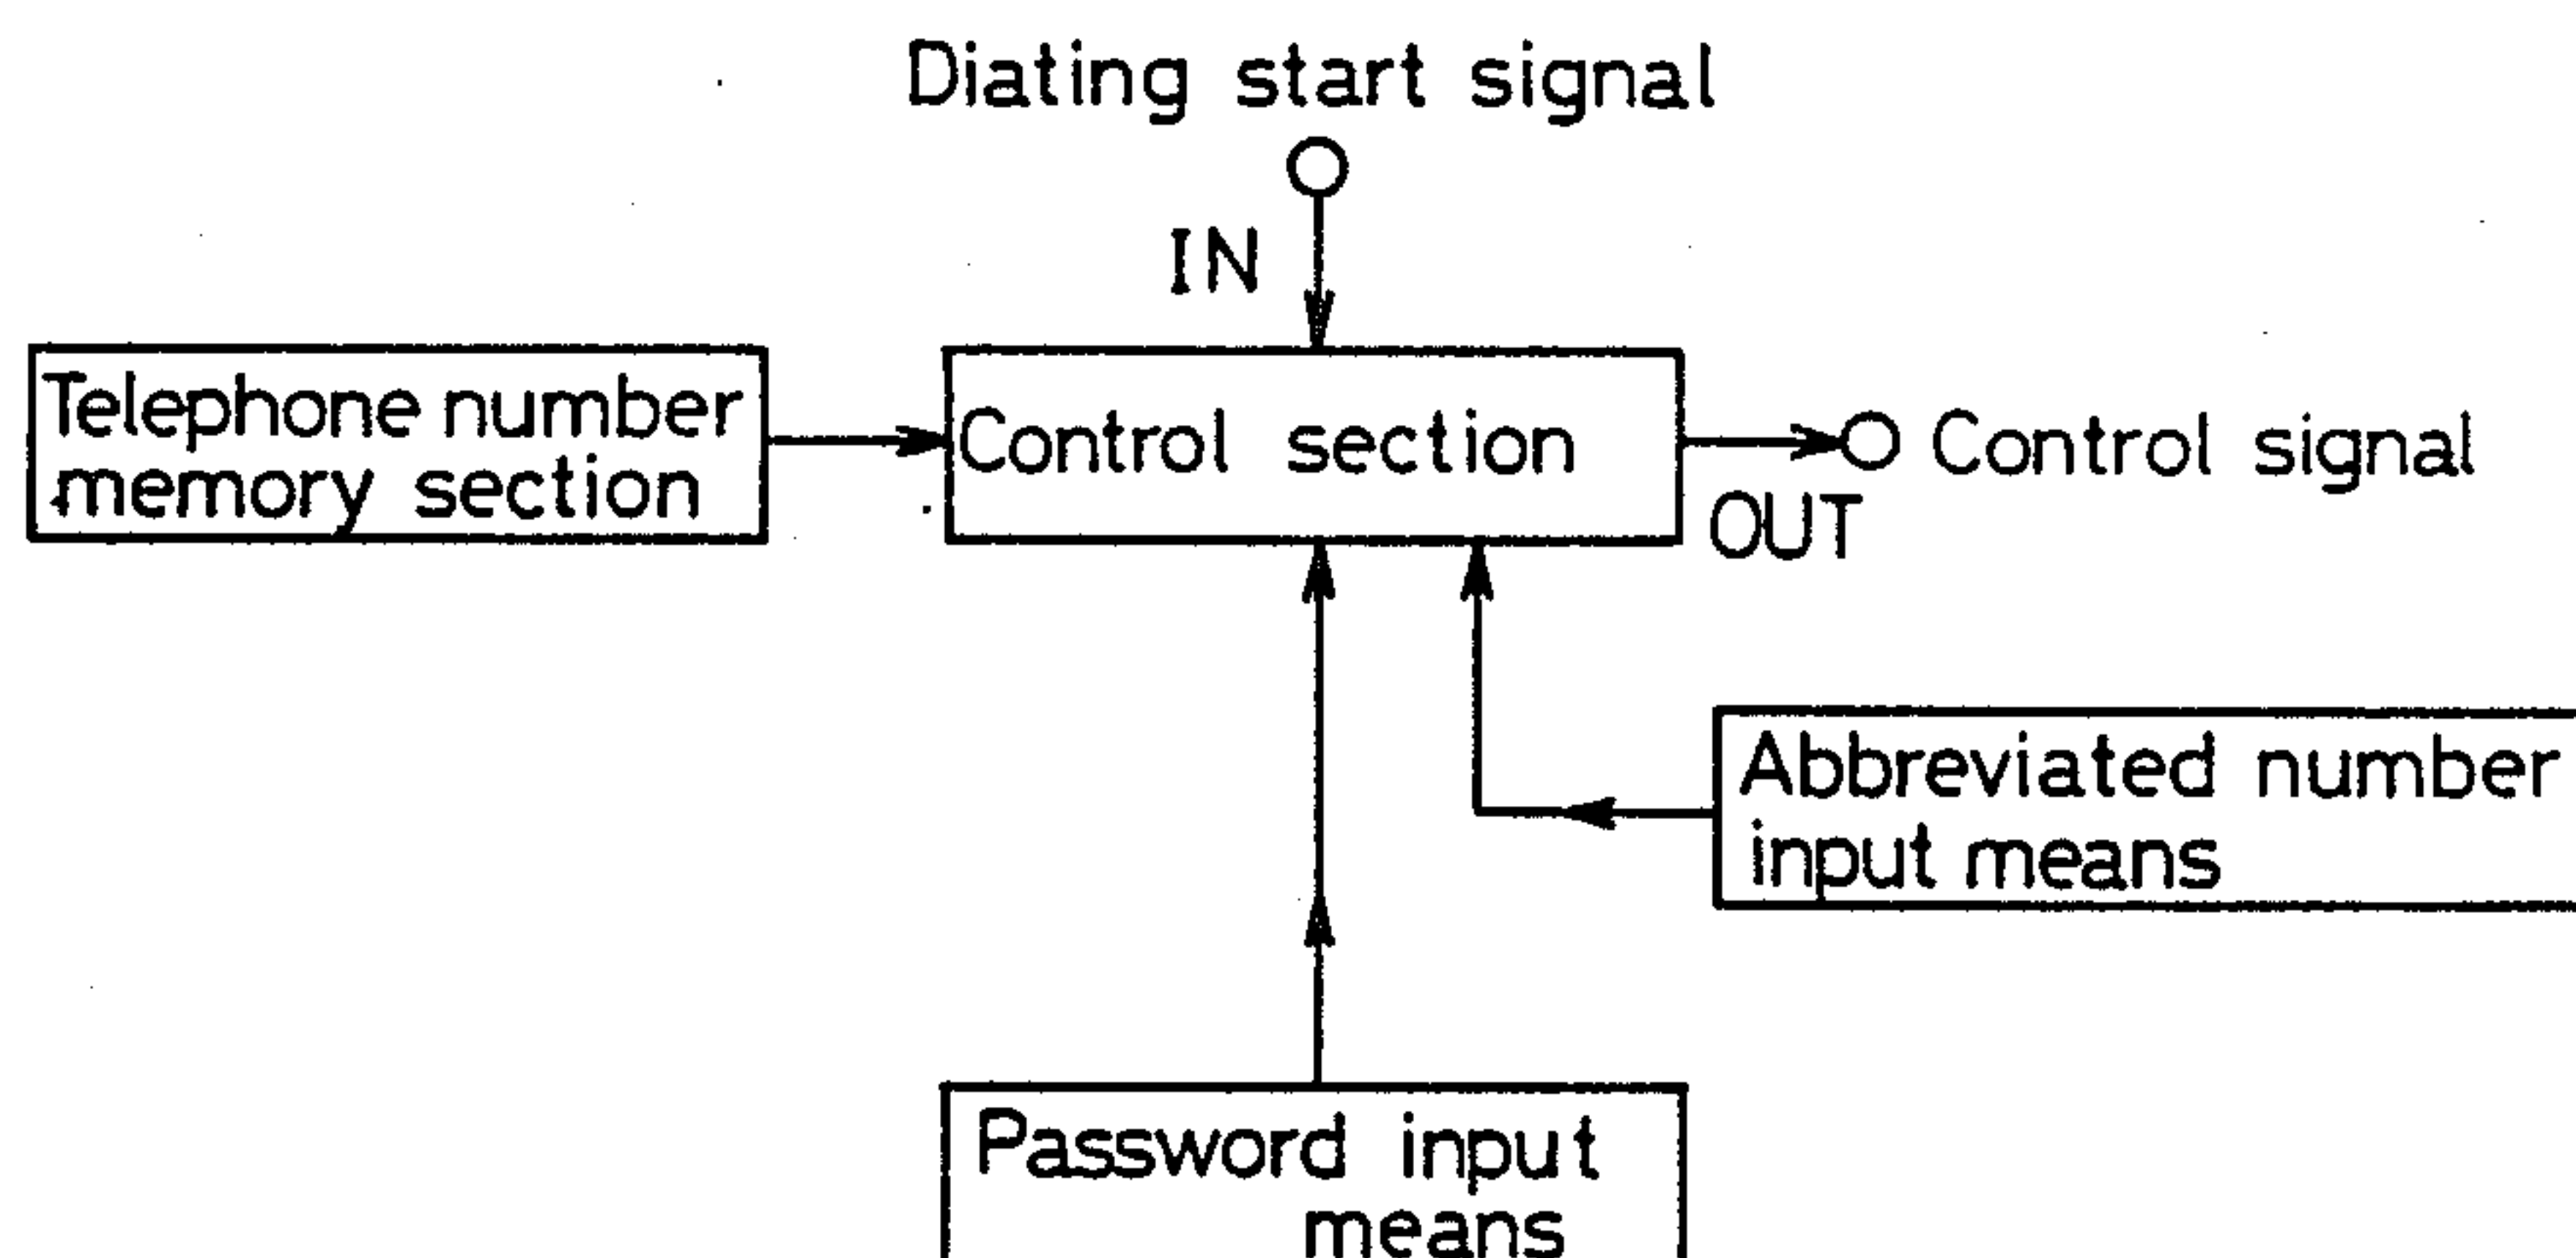 Diating start signal
IN
Telephone number
memory section
Control section
Control signal
OUT
Abbreviated number
input means
Password input
means